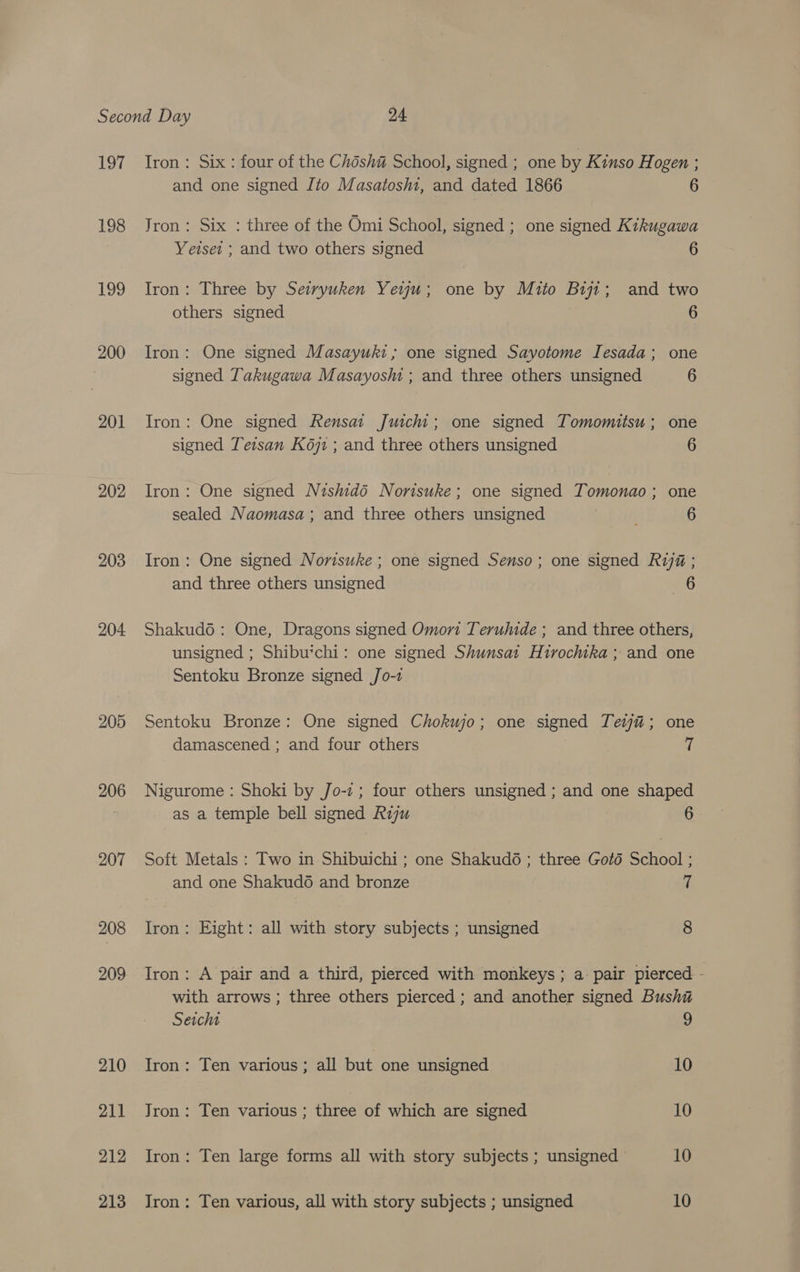 Second Day 24
197 Iron : Six : four of the Chóshū School, signed ; one by Kinso Hogen ;
and one signed Ito Masatoshi, and dated 1866 6
198 Iron : Six : three of the Ōmi School, signed ; one signed Kikugawa
Yeisei ; and two others signed 6
199 Iron : Three by Seiryuken Yeiju ; one by Mito Biji ; and two
others signed 6
200 Iron : One signed Masayuki ; one signed Sayotome Iesada ; one
signed Takugawa Masayoshi ; and three others unsigned 6
201 Iron : One signed Rensai Juichi ; one signed Tomomitsu ; one
signed Teisan Kóji ; and three others unsigned 6
202 Iron : One signed Nishidó Norisuke ; one signed Tomonao ; one
sealed Naomasa ; and three others unsigned 6
203 Iron : One signed Norisuke ; one signed Senso ; one signed Rijū ;
and three others unsigned 6
204 Shakudó : One, Dragons signed Omori Teruhide ; and three others,
unsigned ; Shibu'chi : one signed Shunsai Hirochika ; and one
Sentoku Bronze signed Jo-i
205 Sentoku Bronze : One signed Chokujo ; one signed Teijū ; one
damascened ; and four others 7
206 Nigurome : Shoki by Jo-i ; four others unsigned ; and one shaped
as a temple bell signed Riju 6
207 Soft Metals : Two in Shibuichi ; one Shakudó ; three Gotó School ;
and one Shakudó and bronze 7
208 Iron : Eight : all with story subjects ; unsigned 8
209 Iron : A pair and a third, pierced with monkeys ; a pair pierced
with arrows ; three others pierced ; and another signed Bushū
Seichi 9
210 Iron : Ten various ; all but one unsigned 10
211 Iron : Ten various ; three of which are signed 10
212 Iron : Ten large forms all with story subjects ; unsigned 10
213 Iron : Ten various, all with story subjects ; unsigned 10